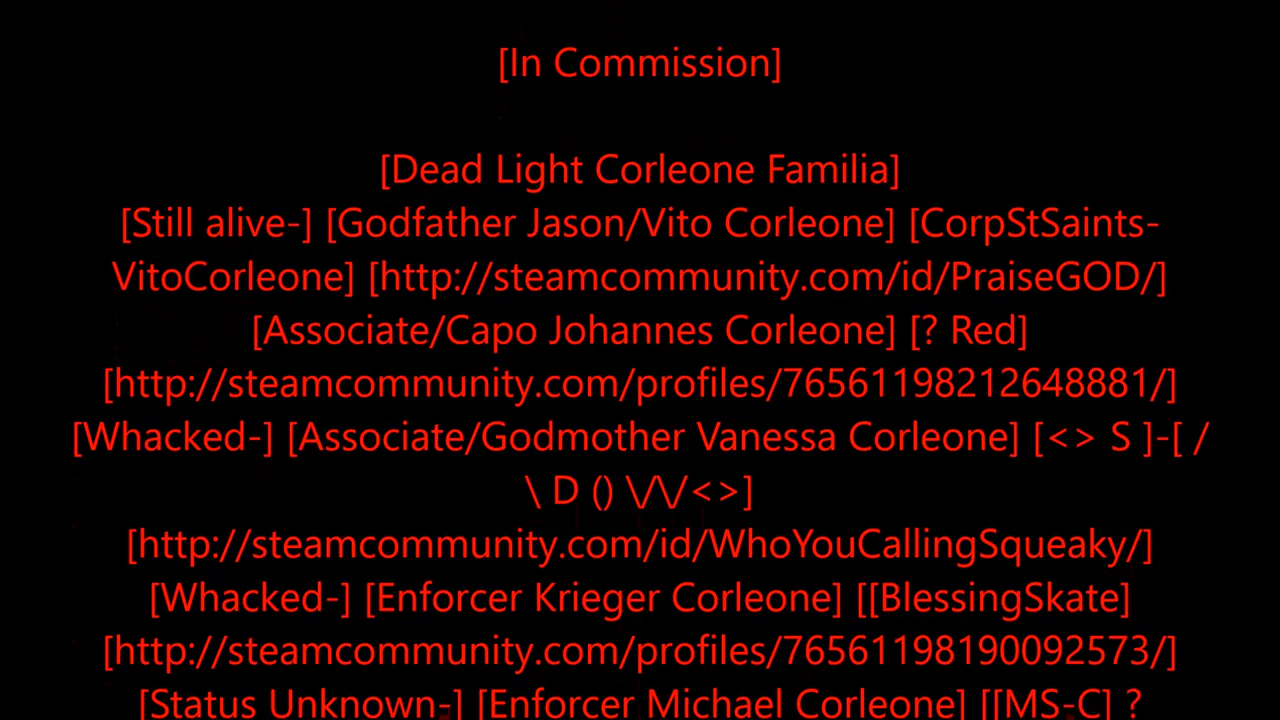 [In Commission]
[Dead Light Corleone Familia]
[Still alive-] [Godfather Jason/Vito Corleone] [CorpStSaints-
VitoCorleone] [http://steamcommunity.com/id/PraiseGOD/]
[Associate/Capo Johannes Corleone] [? Red]
[http://steamcommunity.com/profiles/76561198212648881/]
[Whacked-] [Associate/Godmother Vanessa Corleone] [<> S ]-[ /
\ D () \/\/<>]
[http://steamcommunity.com/id/WhoYouCallingSqueaky/]
[Whacked-] [Enforcer Krieger Corleone] [[BlessingSkate]
[http://steamcommunity.com/profiles/76561198190092573/]
[Status Unknown-] [Enforcer Michael Corleone] [[MS-C] ?